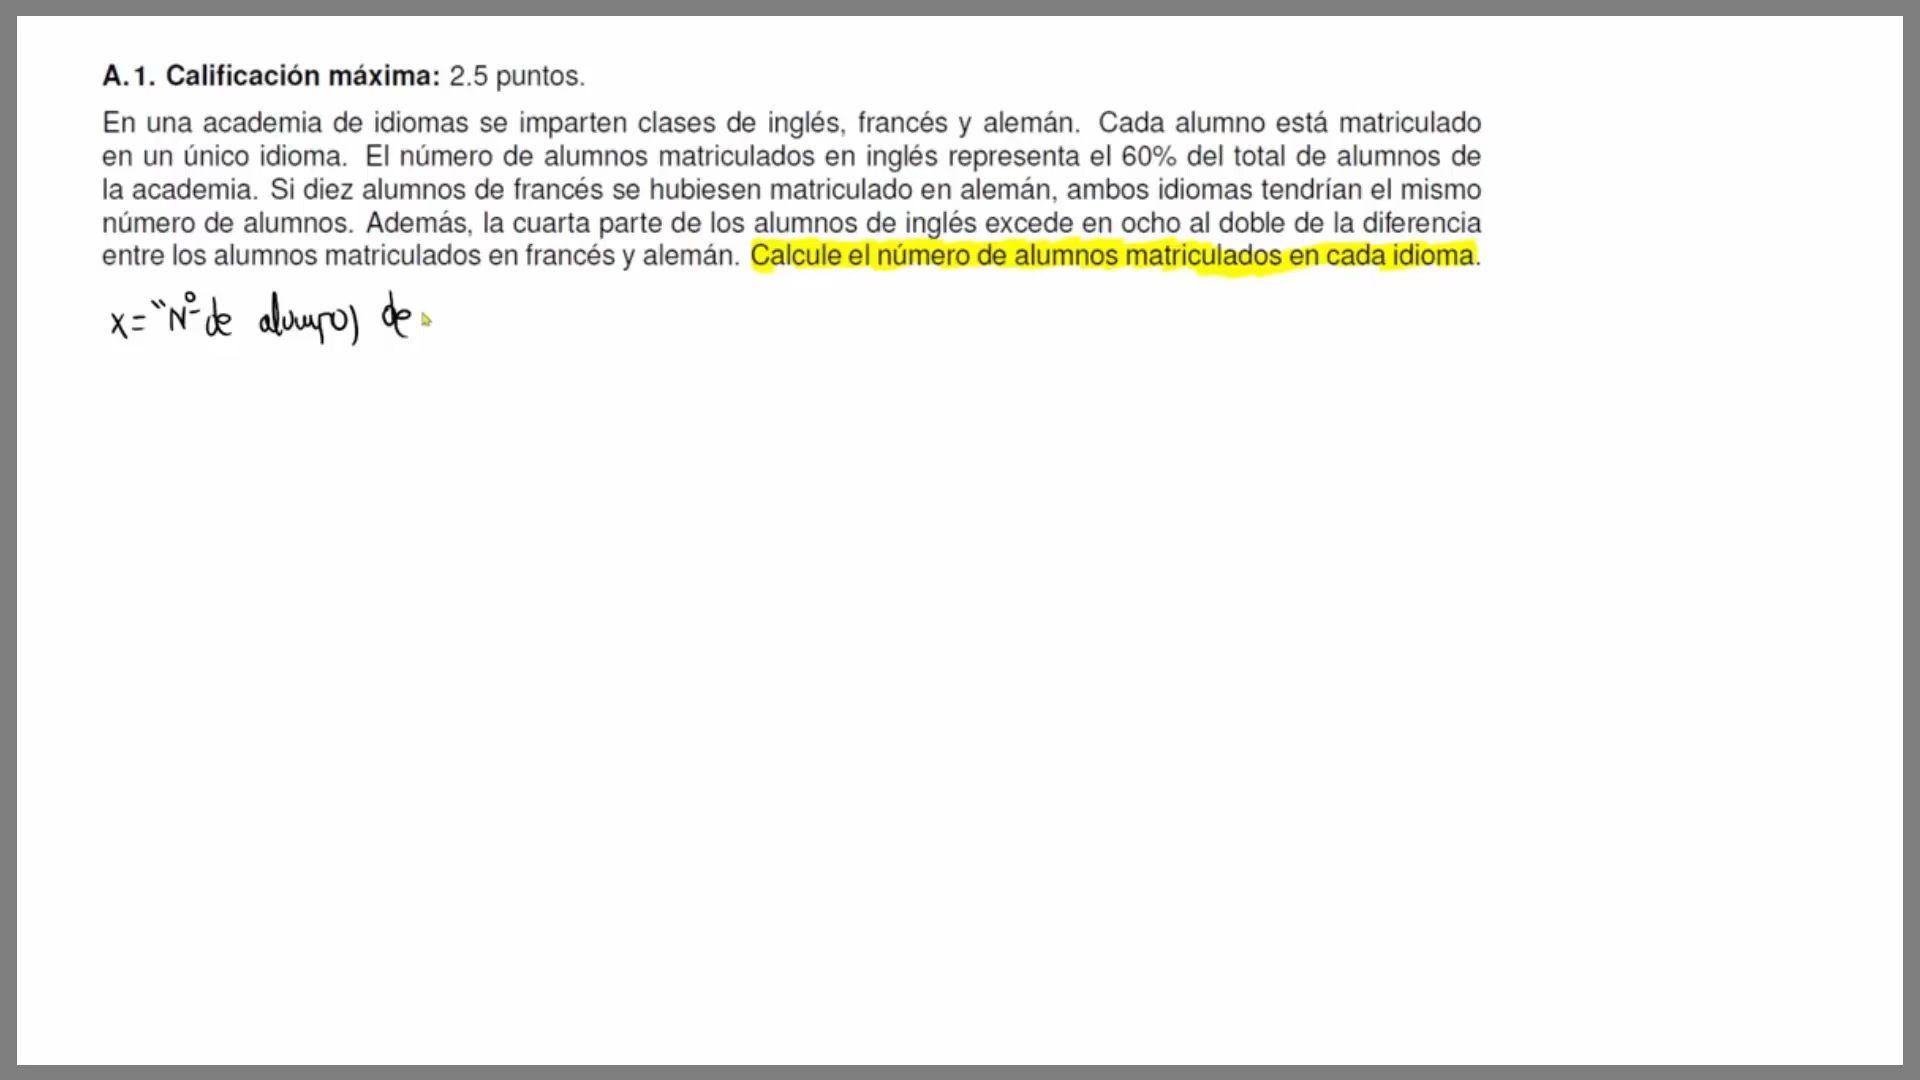 A.1. Calificación máxima: 2.5 puntos.
En una academia de idiomas se imparten clases de inglés, francés y alemán. Cada alumno está matriculado
en un único idioma. El número de alumnos matriculados en inglés representa el 60% del total de alumnos de
la academia. Si diez alumnos de francés se hubiesen matriculado en alemán, ambos idiomas tendrían el mismo
número de alumnos. Además, la cuarta parte de los alumnos de inglés excede en ocho al doble de la diferencia
entre los alumnos matriculados en francés y alemán. Calcule el número de alumnos matriculados en cada idioma.
x = "Nº de alumnos de